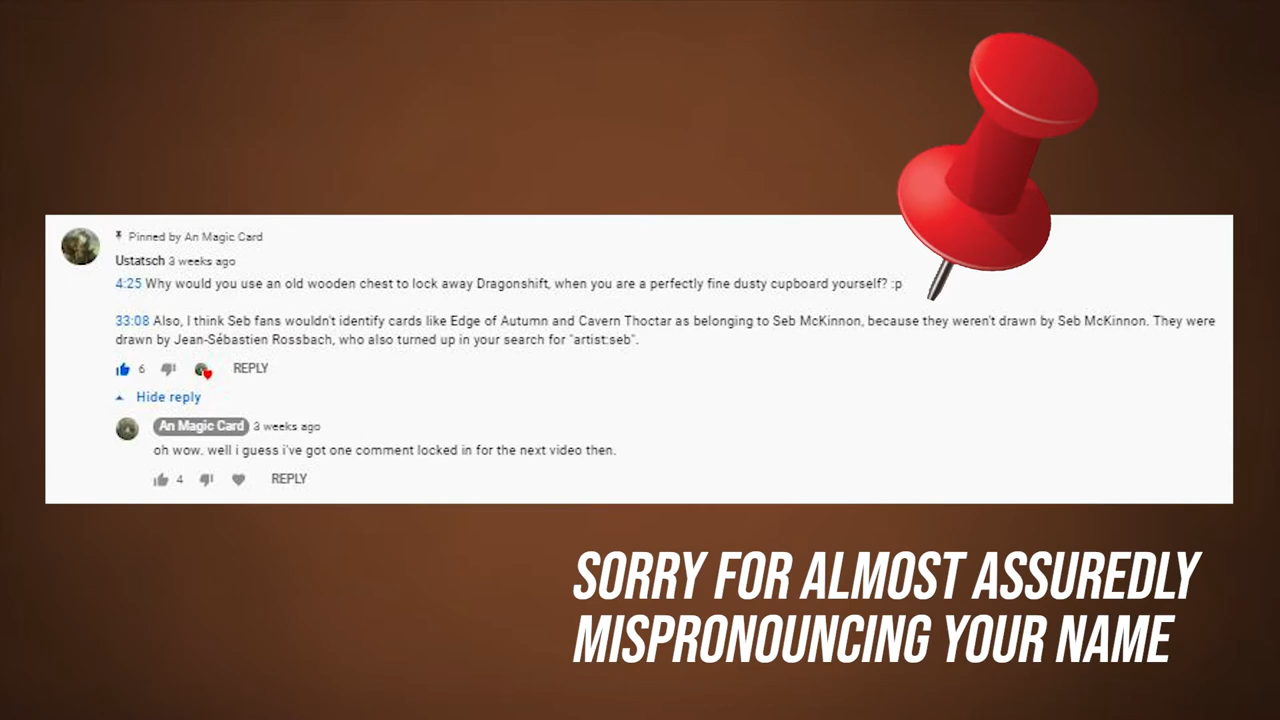 Pinned by An Magic Card
Ustatsch 3 weeks ago
4:25 Why would you use an old wooden chest to lock away Dragonshift, when you are a perfectly fine dusty cupboard yourself? :p
33:08 Also, I think Seb fans wouldn't identify cards like Edge of Autumn and Cavern Thoctar as belonging to Seb McKinnon, because they weren't drawn by Seb McKinnon. They were
drawn by Jean-Sébastien Rossbach, who also turned up in your search for "artist:seb".
6 REPLY
Hide reply
An Magic Card 3 weeks ago
oh wow. well i guess i've got one comment locked in for the next video then.
4 REPLY
SORRY FOR ALMOST ASSUREDLY
MISPRONOUNCING YOUR NAME